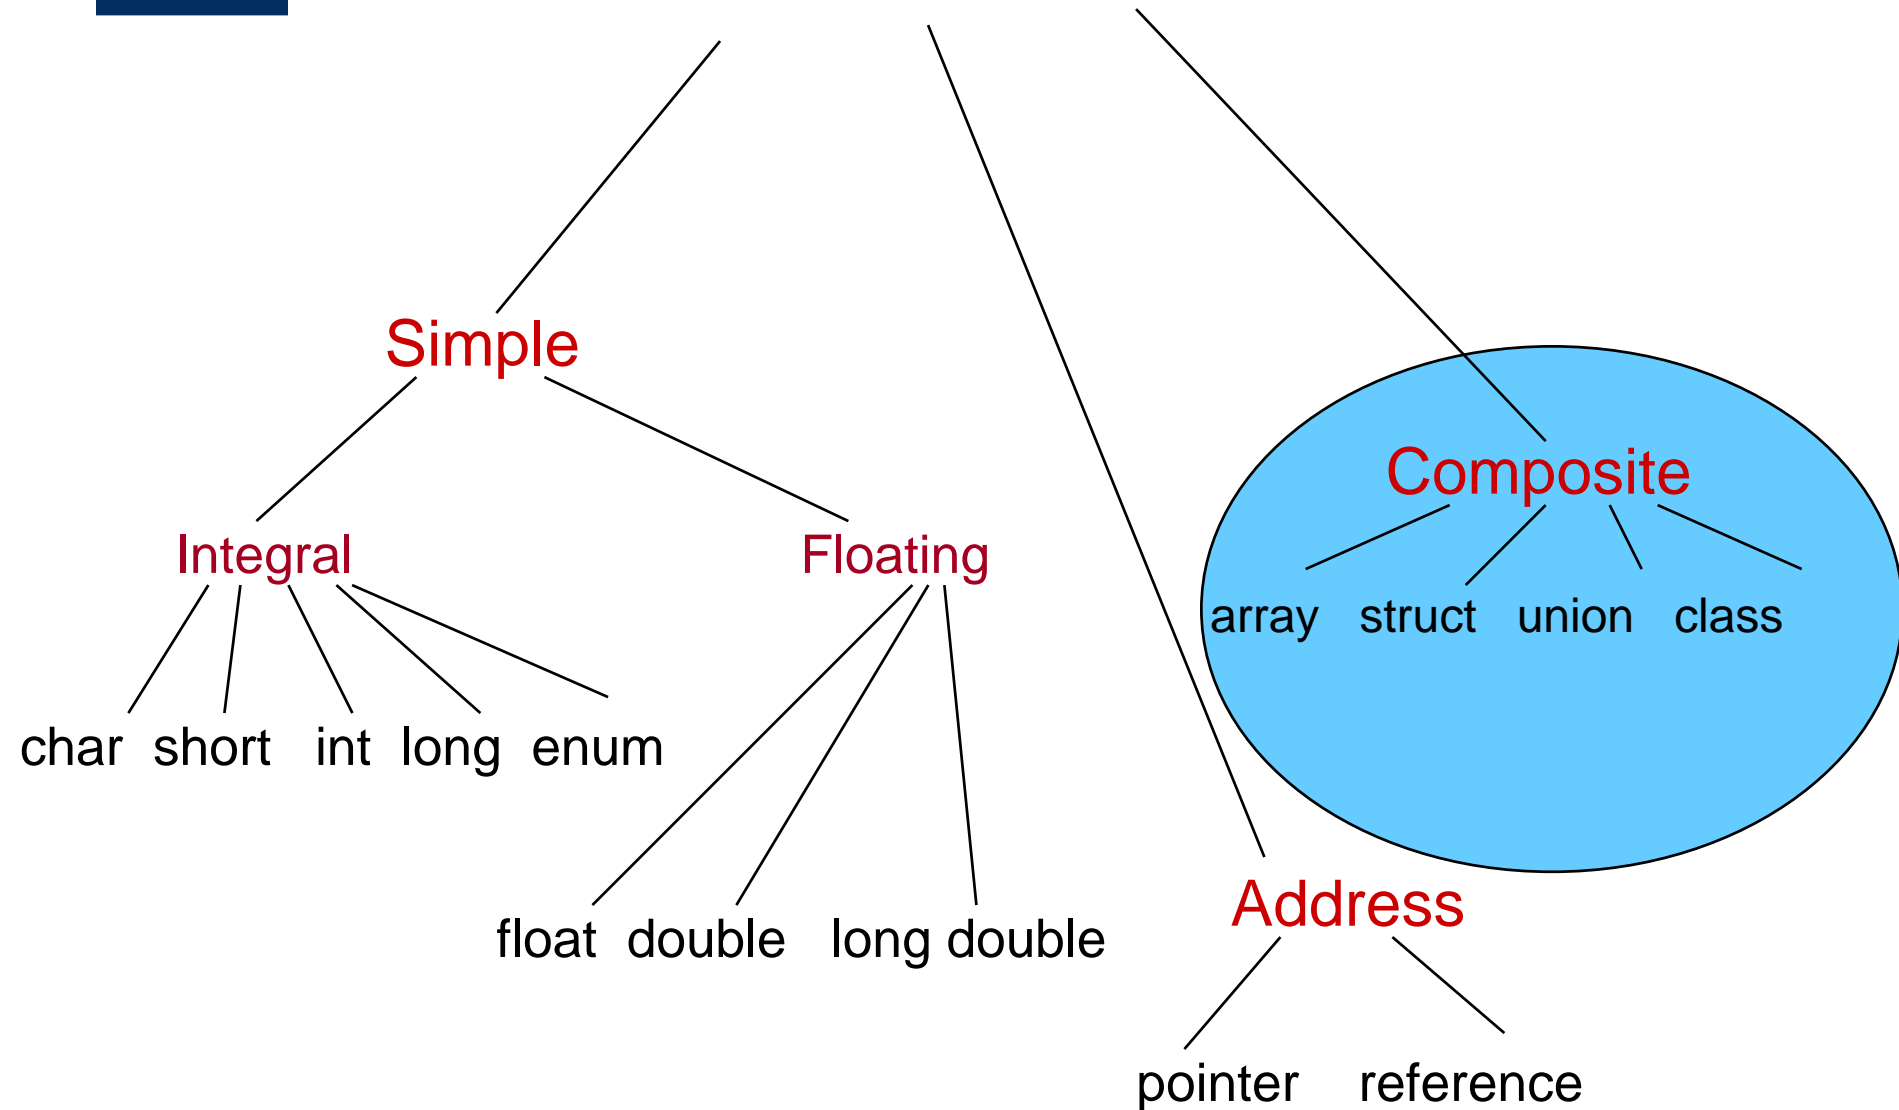 Simple
Composite
Integral
Floating
array struct union class
char short int long enum
Address
float double long double
pointer reference